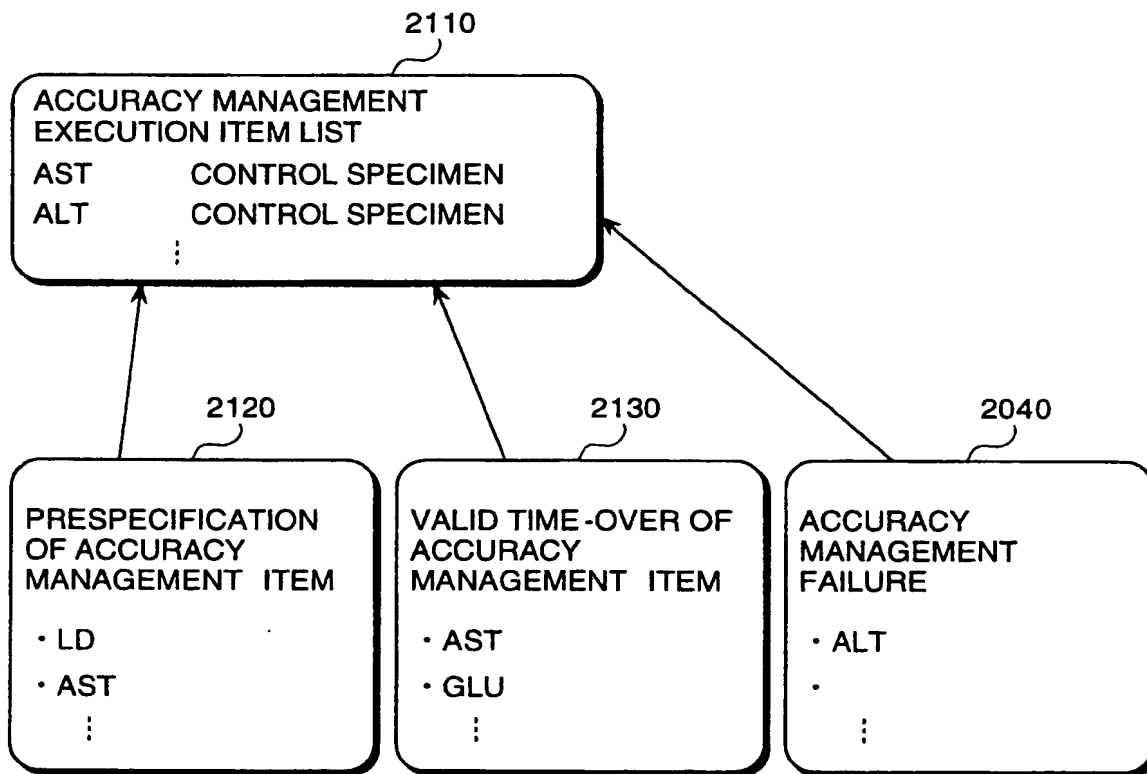 2110
ACCURACY MANAGEMENT
EXECUTION ITEM LIST
AST CONTROL SPECIMEN
ALT CONTROL SPECIMEN
2120
PRESPECIFICATION
OF ACCURACY
MANAGEMENT ITEM
・LD
・AST
2130
VALID TIME-OVER OF
ACCURACY
MANAGEMENT ITEM
・AST
・GLU
2040
ACCURACY
MANAGEMENT
FAILURE
・ALT
・